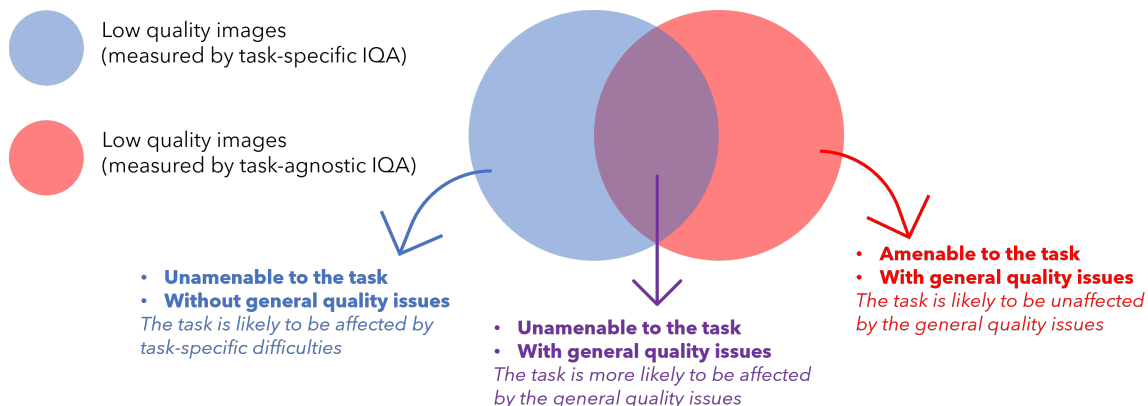 Low quality images
(measured by task-specific IQA)
Low quality images
(measured by task-agnostic IQA)
• Unamenable to the task
• Without general quality issues
The task is likely to be affected by
task-specific difficulties
• Unamenable to the task
• With general quality issues
The task is more likely to be affected
by the general quality issues
• Amenable to the task
• With general quality issues
The task is likely to be unaffected
by the general quality issues